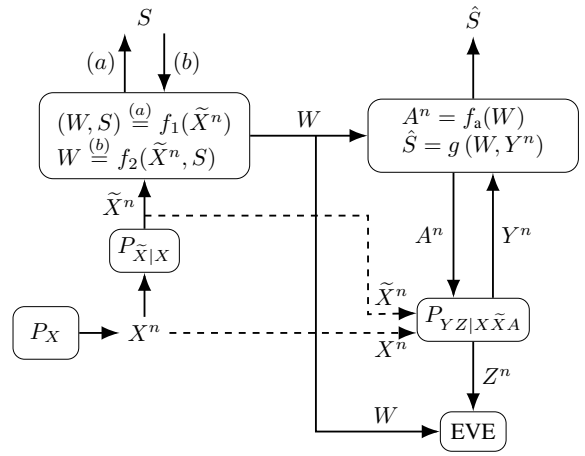 S
Ŝ
(a)
(b)
(W, S) (a)= f₁(X̃ⁿ)
W (b)= f₂(X̃ⁿ, S)
W
Aⁿ = fₐ(W)
Ŝ = g (W, Yⁿ)
X̃ⁿ
P_{X̃|X}
Aⁿ
Yⁿ
X̃ⁿ
P_X
Xⁿ
Xⁿ
P_{YZ|XX̃A}
Zⁿ
W
EVE